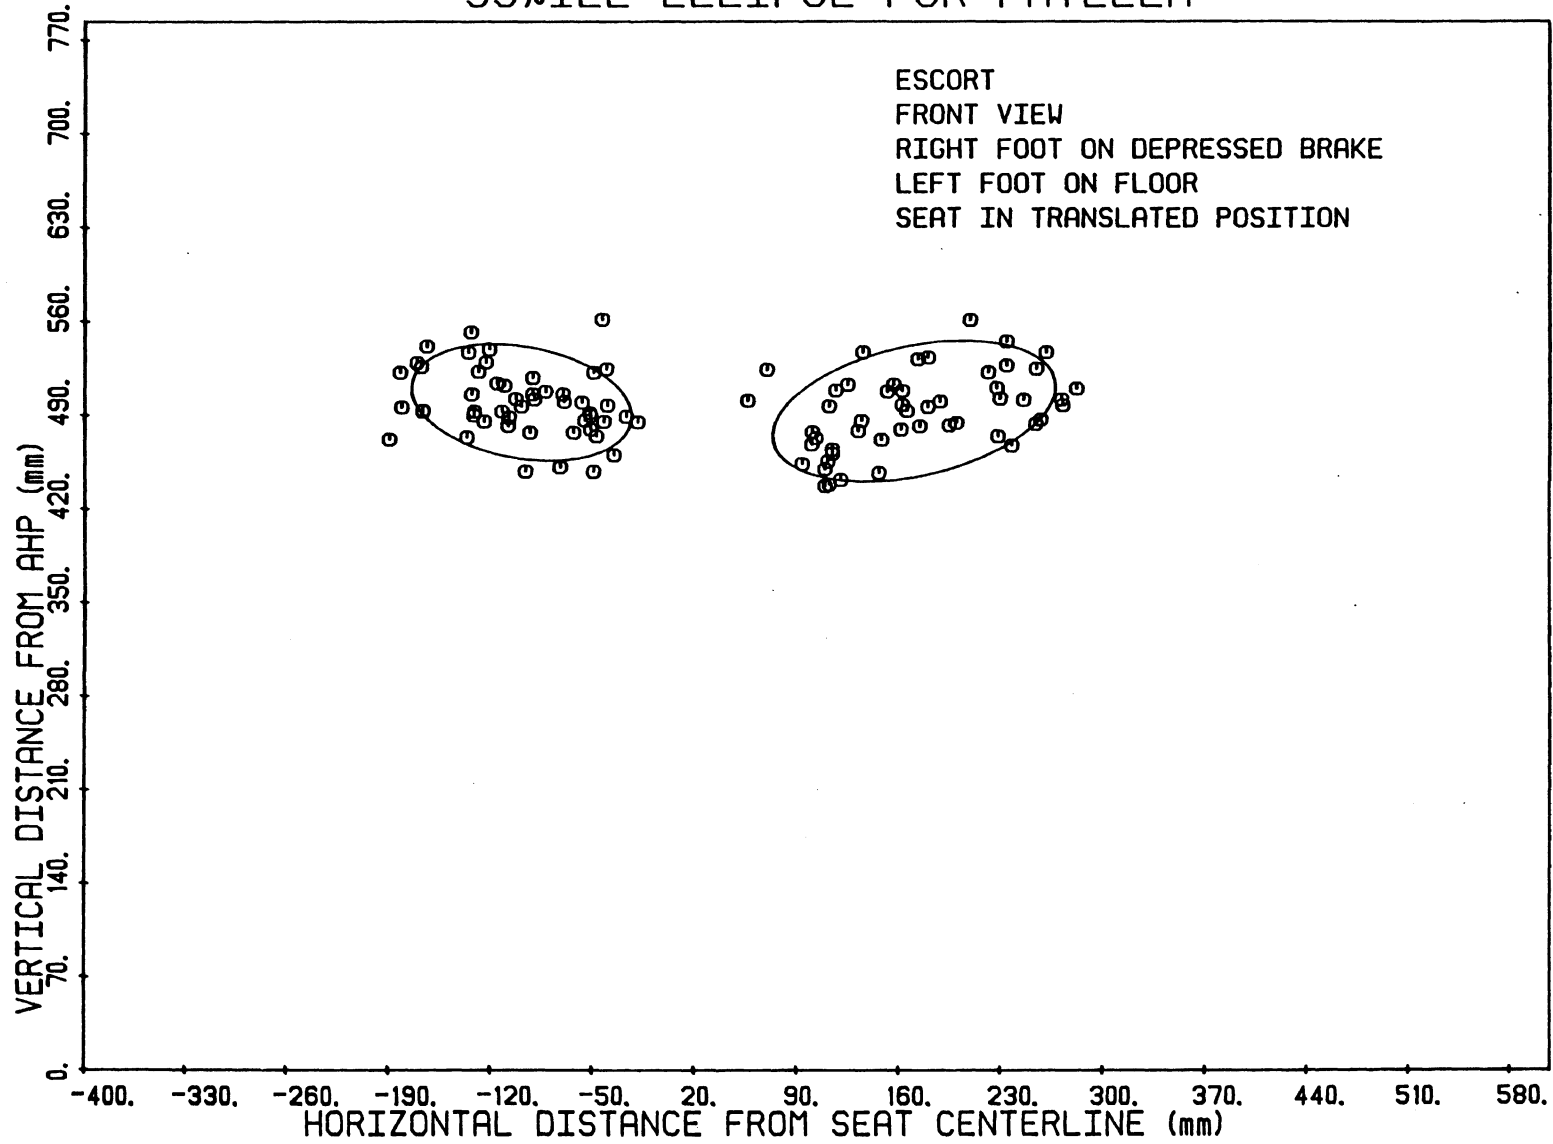 ESCORT
FRONT VIEW
RIGHT FOOT ON DEPRESSED BRAKE
LEFT FOOT ON FLOOR
SEAT IN TRANSLATED POSITION
VERTICAL DISTANCE FROM AHP (mm)
770.
700.
630.
560.
490.
420.
350.
280.
210.
140.
70.
0.
-400. -330. -260. -190. -120. -50. 20. 90. 160. 230. 300. 370. 440. 510. 580.
HORIZONTAL DISTANCE FROM SEAT CENTERLINE (mm)